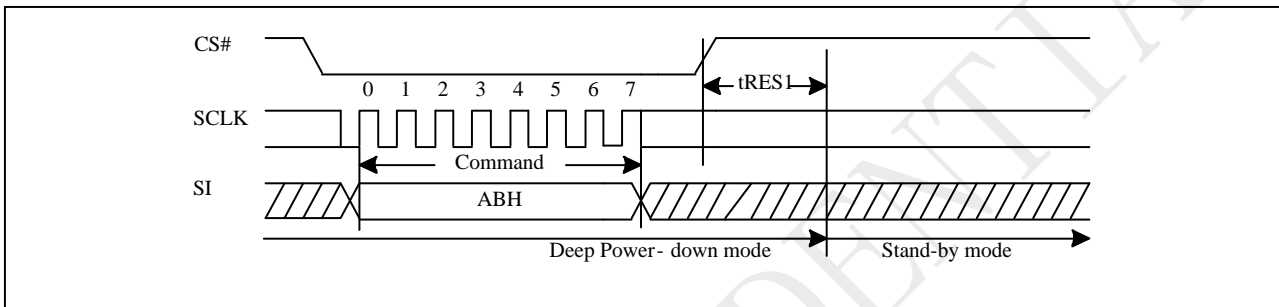 CS#
tRES1
0 1 2 3 4 5 6 7
SCLK
Command
SI
ABH
Deep Power- down mode
Stand-by mode